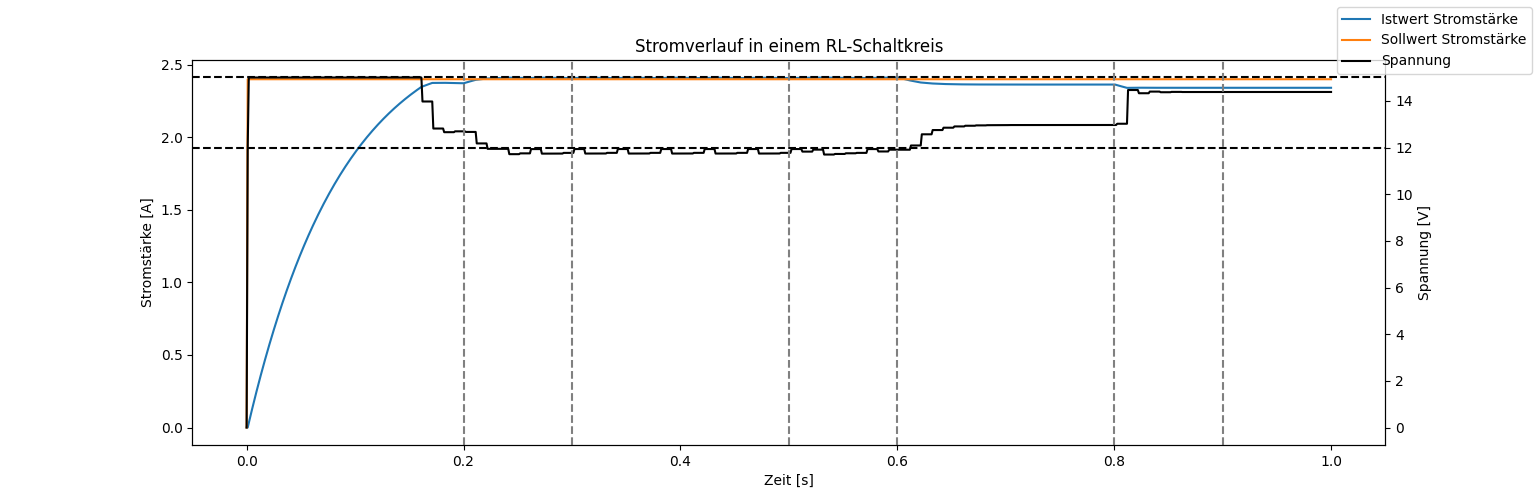 Stromverlauf in einem RL-Schaltkreis
Istwert Stromstärke
Sollwert Stromstärke
Spannung
Stromstärke [A]
2.5
2.0
1.5
1.0
0.5
0.0
Spannung [V]
14
12
10
8
6
4
2
0
0.0 0.2 0.4 0.6 0.8 1.0
Zeit [s]